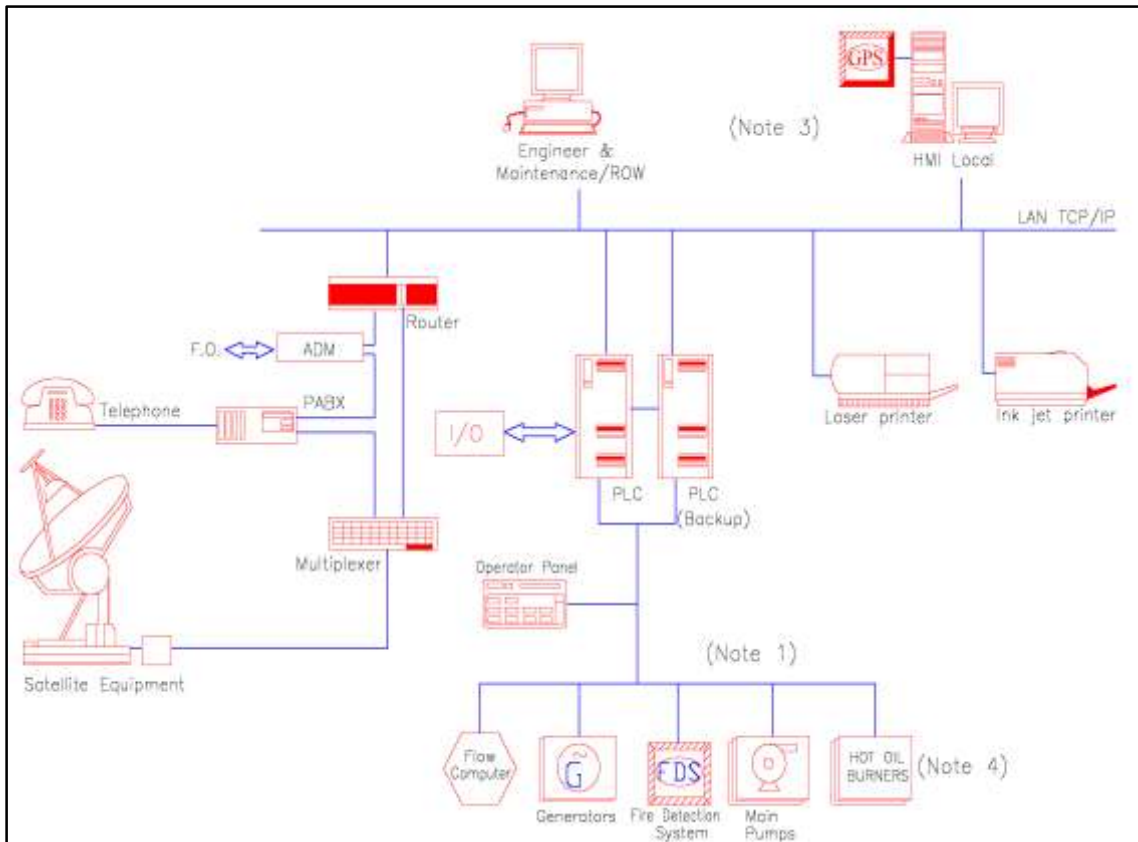 GPS
(Note 3)
Engineer &
Maintenance/ROW
HMI Local
LAN TCP/IP
Router
F.O.
ADM
Telephone
PABX
I/O
Laser printer
Ink jet printer
PLC
PLC
(Backup)
Multiplexer
Operator Panel
(Note 1)
Satellite Equipment
Flow
Computer
G
Generators
FDS
Fire Detection
System
Main
Pumps
HOT OIL
BURNERS
(Note 4)